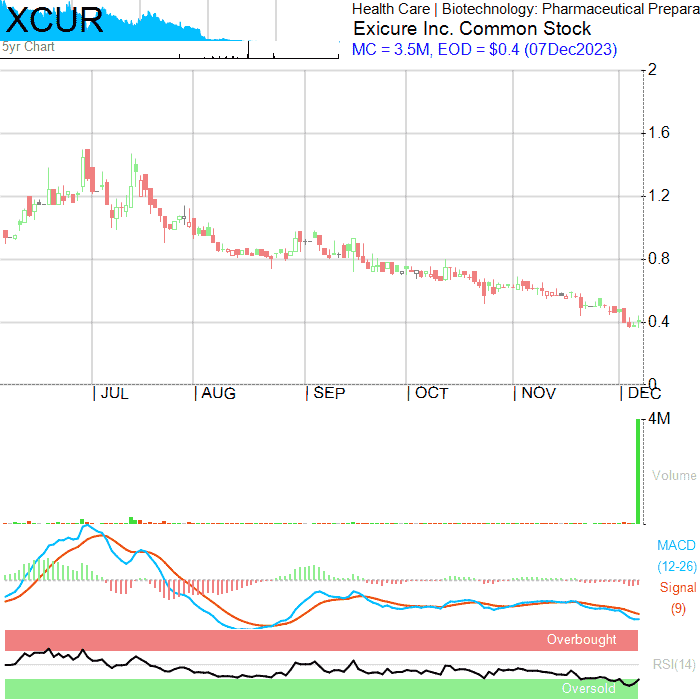 XCUR
Health Care | Biotechnology: Pharmaceutical Prepara
Exicure Inc. Common Stock
5yr Chart
MC = 3.5M, EOD = $0.4 (07Dec2023)
2
1.6
1.2
0.8
0.4
0
JUL AUG SEP OCT NOV DEC
4M
Volume
MACD
(12-26)
Signal
(9)
Overbought
RSI(14)
Oversold